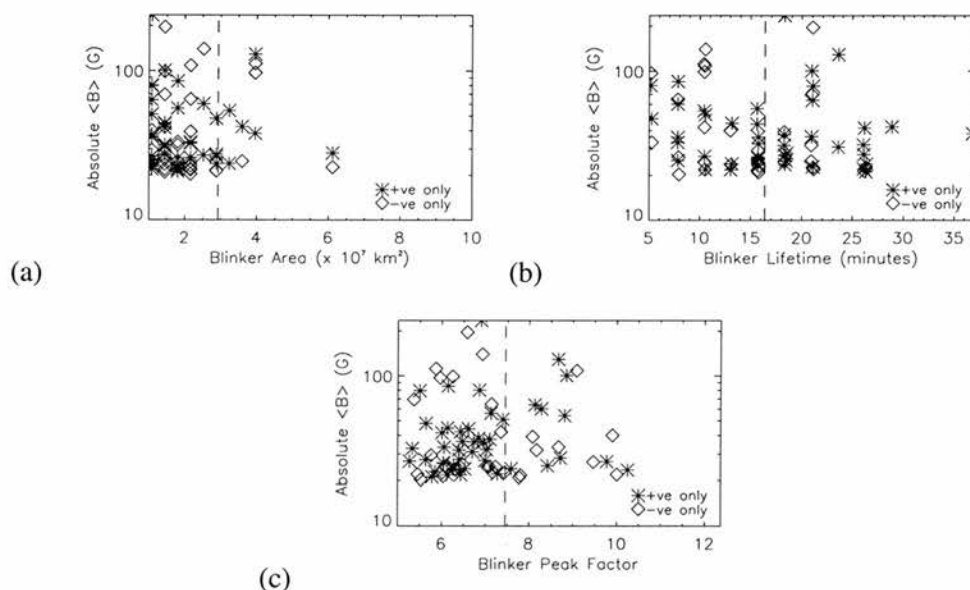 Absolute <B> (G)
100
10
2 4 6 8 10
Blinker Area (x 10⁷ km²)
+ve only
−ve only
(a)
Absolute <B> (G)
100
10
5 10 15 20 25 30 35
Blinker Lifetime (minutes)
+ve only
−ve only
(b)
Absolute <B> (G)
100
10
6 8 10 12
Blinker Peak Factor
+ve only
−ve only
(c)